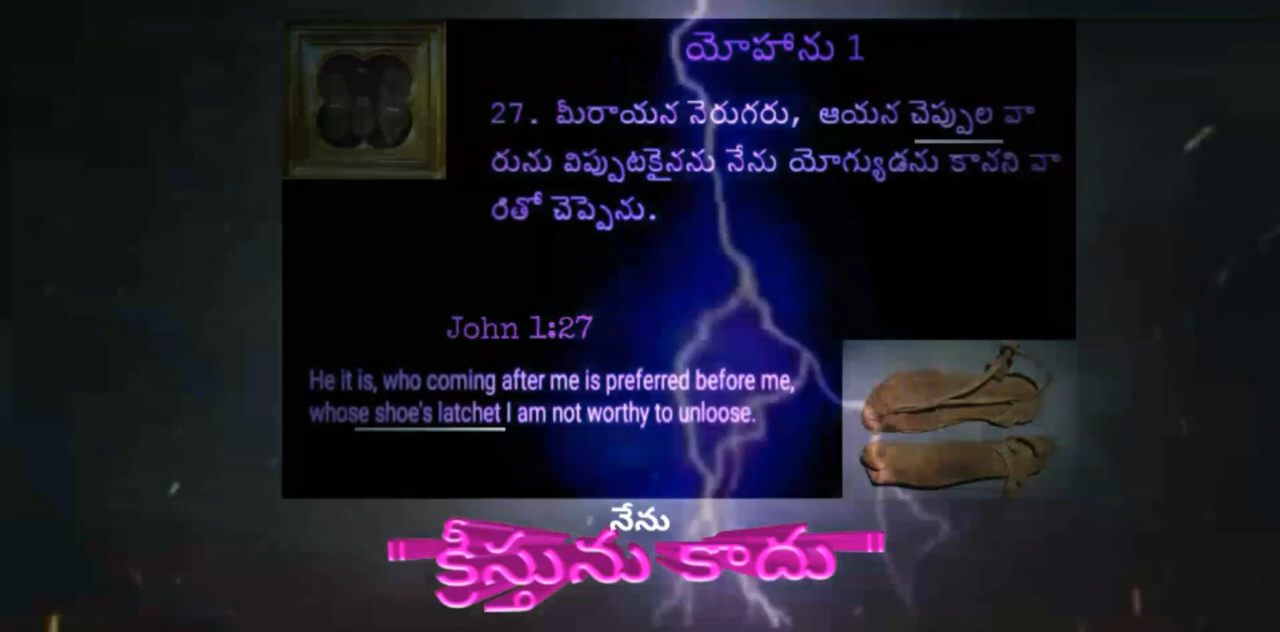 యోహాను 1
27. మీరాయన నెరుగరు, ఆయన చెప్పుల వా
రును విప్పుటకైనను నేను యోగ్యుడను కానని వా
రితో చెప్పెను.
John 1:27
He it is, who coming after me is preferred before me,
whose shoe's latchet I am not worthy to unloose.
నేను
"క్రీస్తును కాదు"